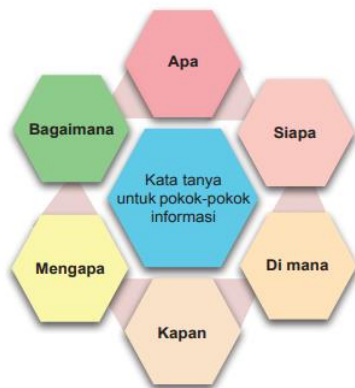 Apa
Siapa
Di mana
Kapan
Mengapa
Bagaimana
Kata tanya
untuk pokok-pokok
informasi